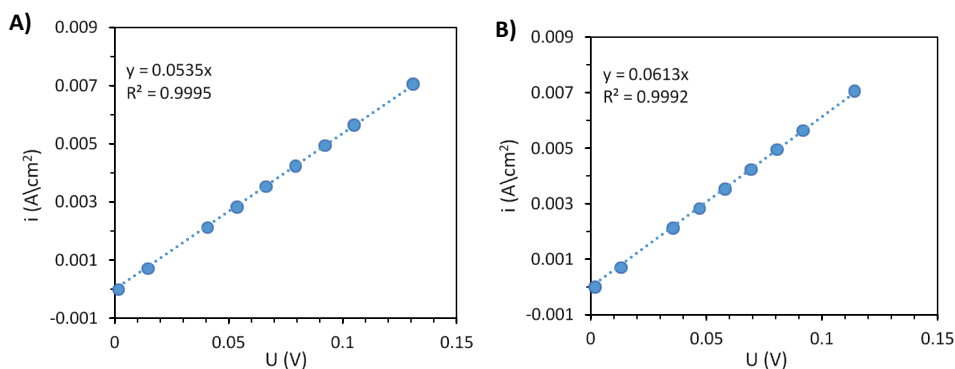 A)
0.009
0.007
0.005
0.003
0.001
-0.001
i (A\cm²)
y = 0.0535x
R² = 0.9995
0
0.05
0.1
0.15
U (V)
B)
0.009
0.007
0.005
0.003
0.001
-0.001
i (A\cm²)
y = 0.0613x
R² = 0.9992
0
0.05
0.1
0.15
U (V)